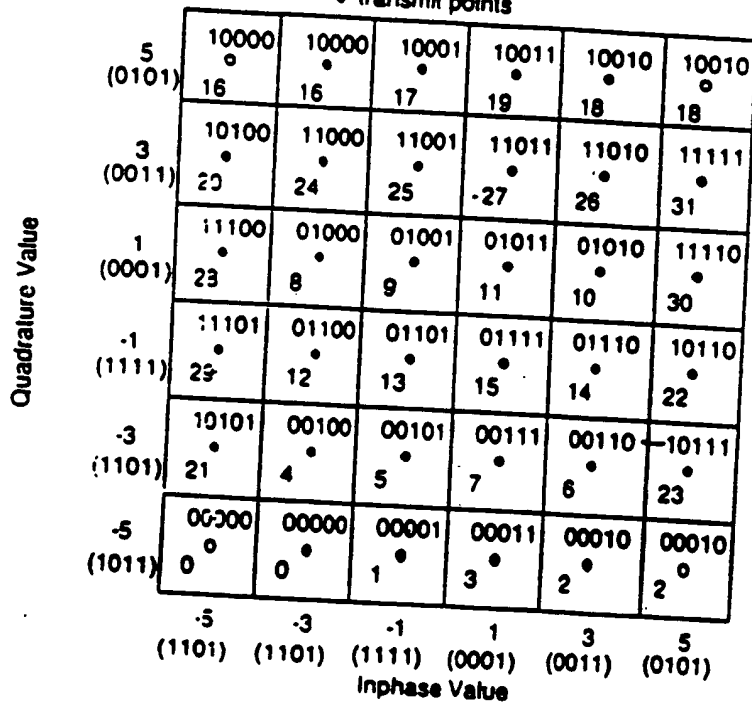 transmit points
5 (0101) 10000 10000 10001 10011 10010 10010
16 16 17 19 18 18
3 (0011) 10100 11000 11001 11011 11010 11111
24 25 -27 26 31
1 (0001) 11100 01000 01001 01011 01010 11110
8 9 11 10 30
-1 (1111) 11101 01100 01101 01111 01110 10110
12 13 15 14 22
-3 (1101) 10101 00100 00101 00111 00110 10111
21 4 5 7 6 23
-5 (1011) 00000 00001 00011 00010 00010
0 0 1 3 2 2
-5 -3 -1 1 3 5
(1101) (1101) (1111) (0001) (0011) (0101)
Inphase Value
Quadrature Value